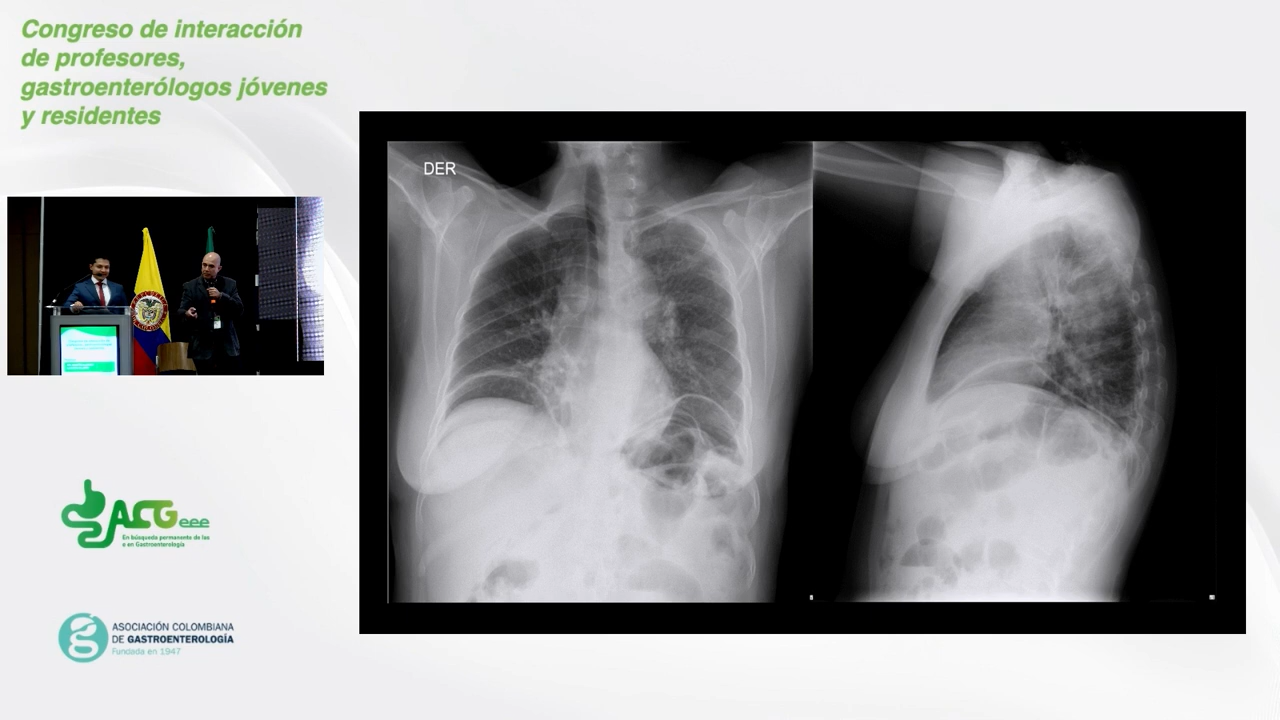 Congreso de interacción
de profesores,
gastroenterólogos jóvenes
y residentes
DER
ACGeee
En búsqueda permanente de las
e en Gastroenterología
ASOCIACIÓN COLOMBIANA
DE GASTROENTEROLOGÍA
Fundada en 1947